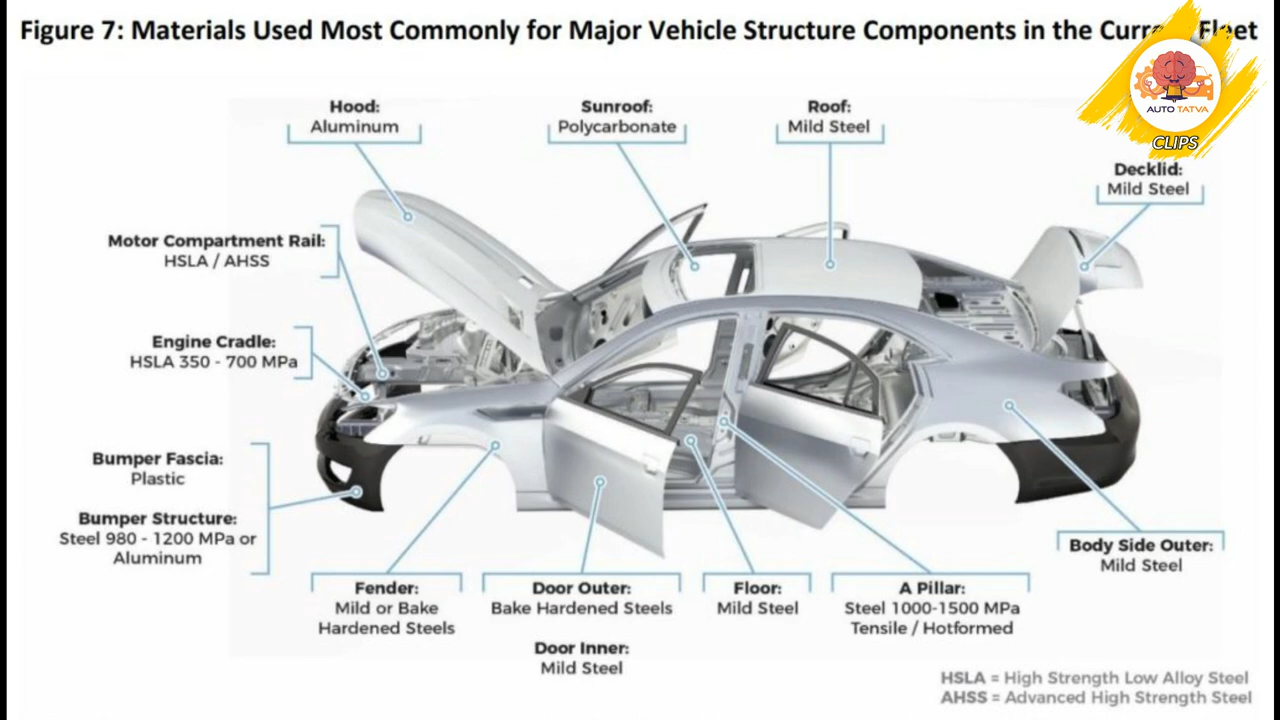 Figure 7: Materials Used Most Commonly for Major Vehicle Structure Components in the Fleet
AUTO TATVA
CLIPS
Hood:
Aluminum
Sunroof:
Polycarbonate
Roof:
Mild Steel
Decklid:
Mild Steel
Motor Compartment Rail:
HSLA / AHSS
Engine Cradle:
HSLA 350 - 700 MPa
Bumper Fascia:
Plastic
Bumper Structure:
Steel 980 - 1200 MPa or
Aluminum
Fender:
Mild or Bake
Hardened Steels
Door Outer:
Bake Hardened Steels
Door Inner:
Mild Steel
Floor:
Mild Steel
A Pillar:
Steel 1000-1500 MPa
Tensile / Hotformed
Body Side Outer:
Mild Steel
HSLA = High Strength Low Alloy Steel
AHSS = Advanced High Strength Steel